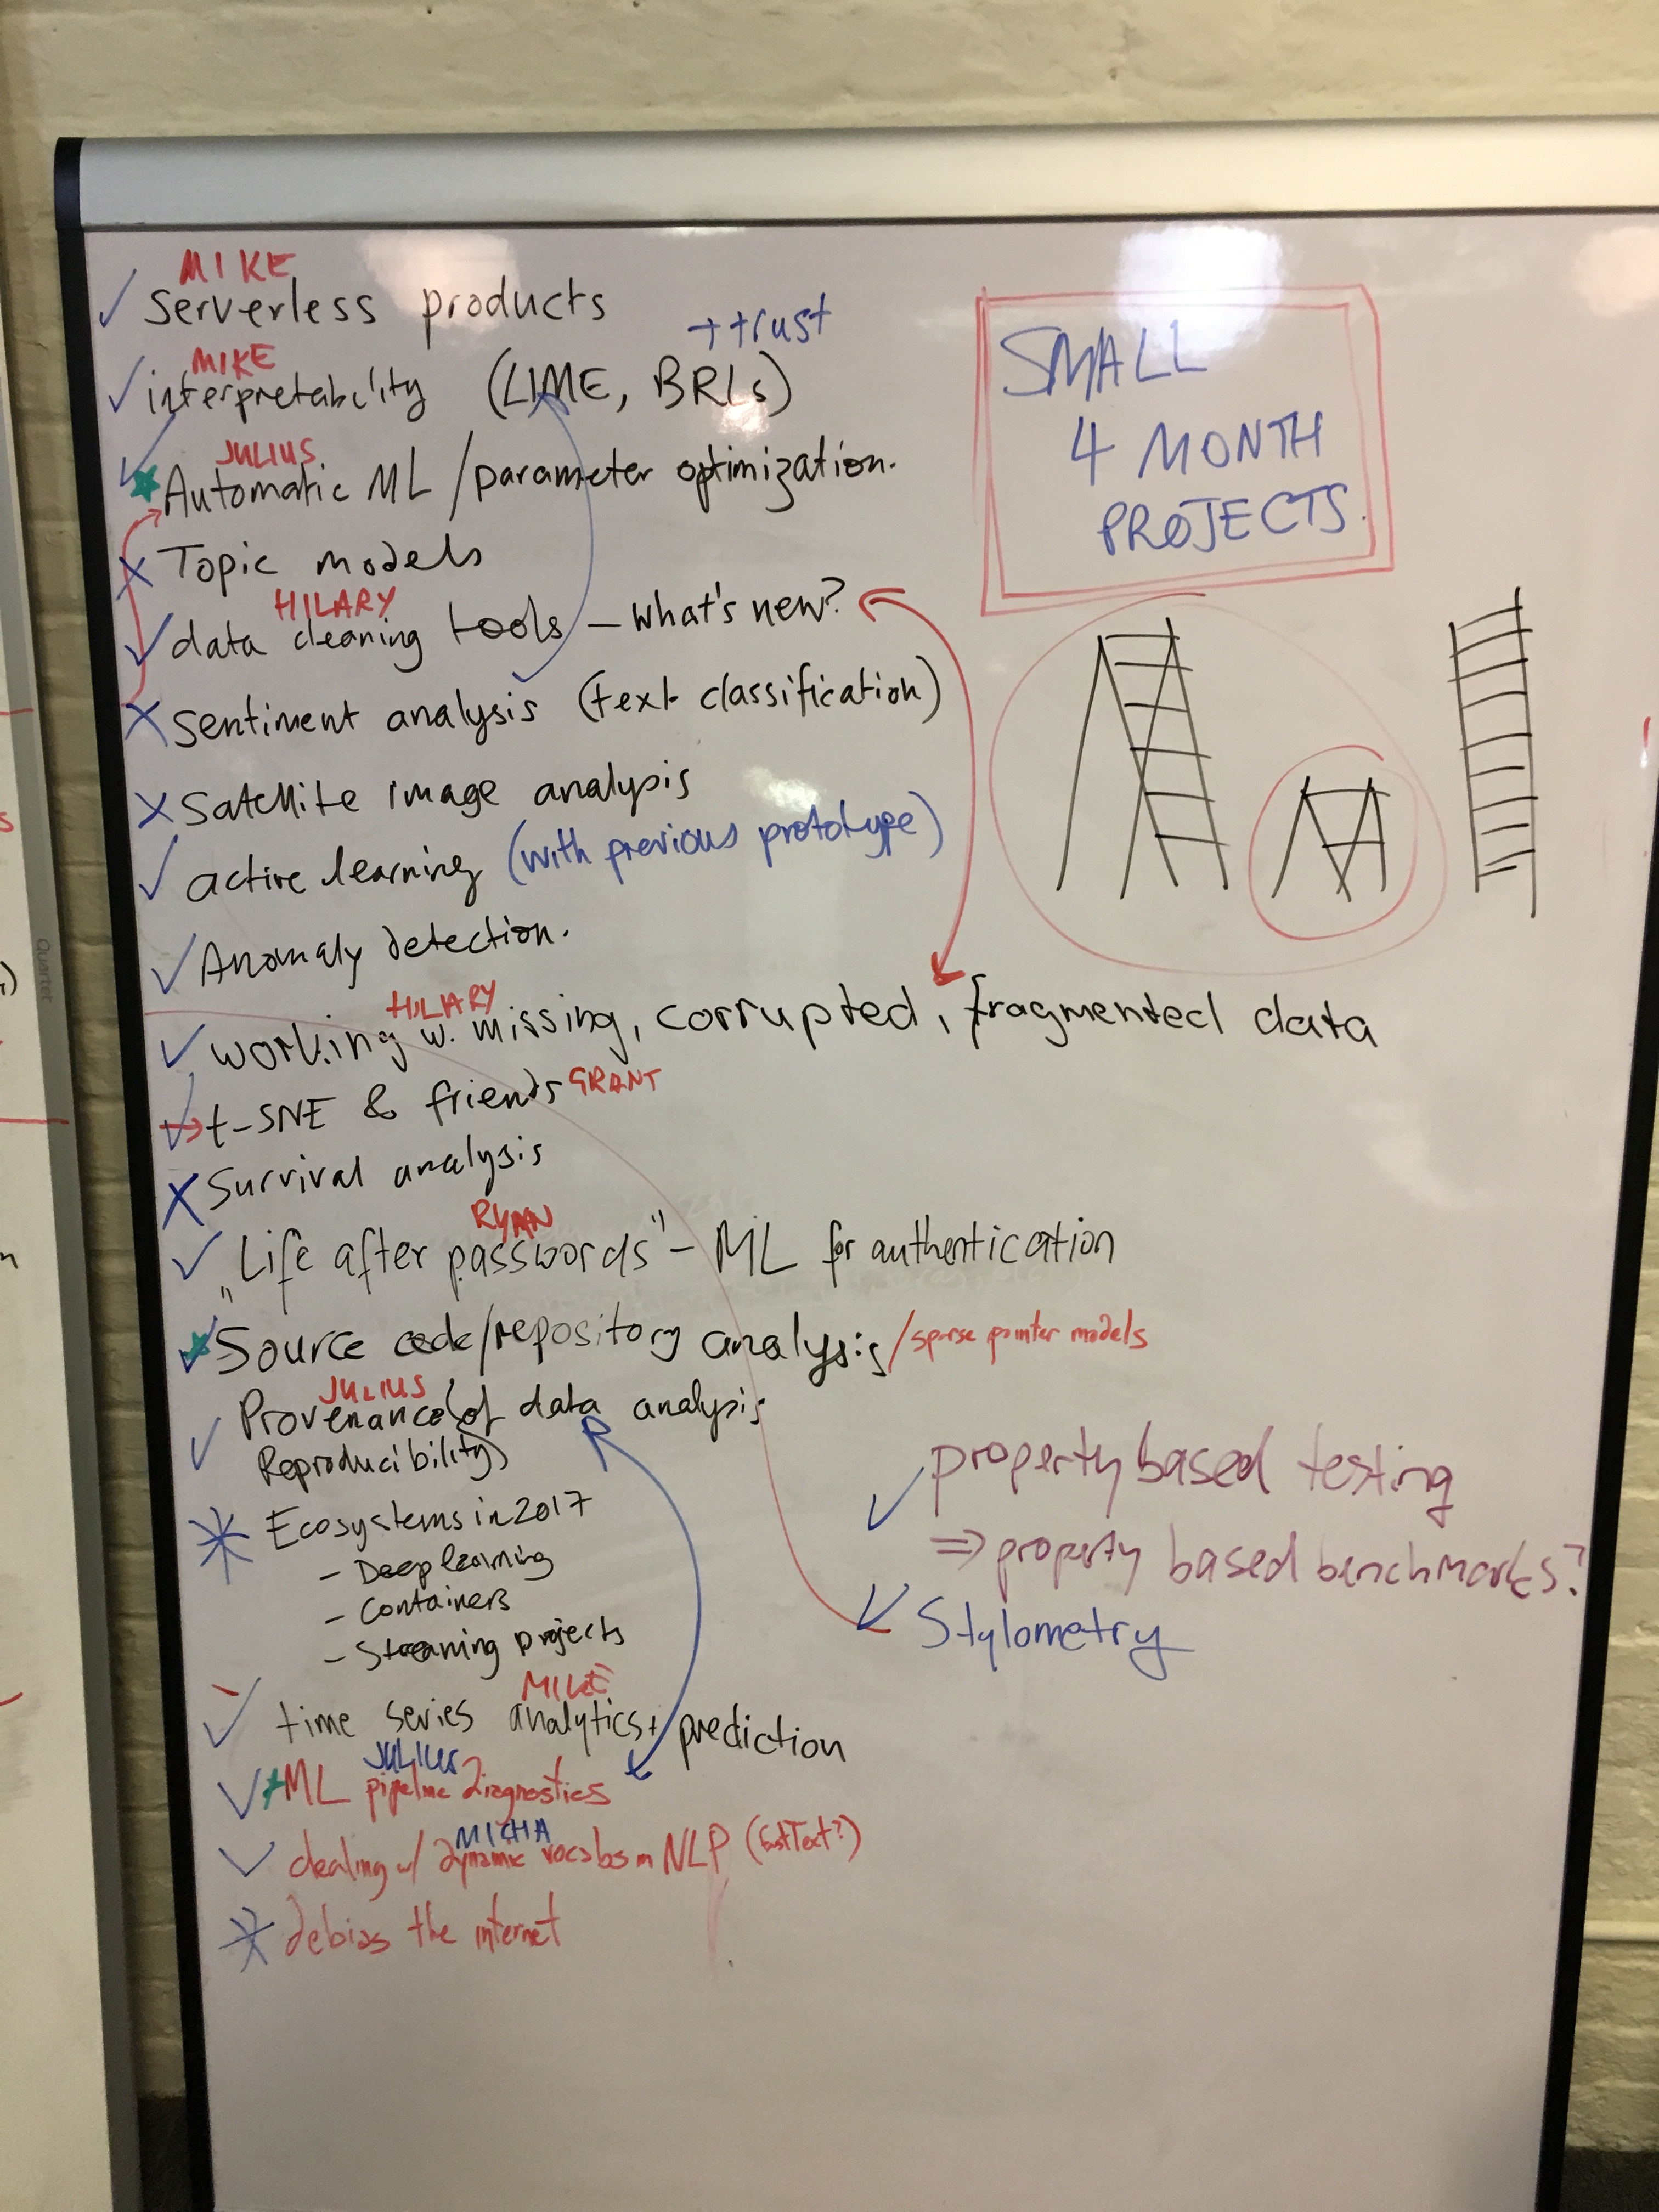 MIKE
serverless products
+ trust
MIKE
interpretability (LIME, BRLs)
JULIUS
Automatic ML / parameter optimization.
Topic models
HILARY
data cleaning tools – what's new?
sentiment analysis (text classification)
satellite image analysis
active learning (with previous prototype)
Anomaly detection.
HILARY
working w. missing, corrupted, fragmented data
t-SNE & friends GRANT
Survival analysis
RYAN
„Life after passwords" – ML for authentication
Source code/repository analysis / sparse pointer models
JULIUS
Provenance (of data analysis
Reproducibility)
Ecosystems in 2017
– Deep learning
– Containers
– Streaming projects
MIKE
time series analytics + prediction
JULIUS
+ML pipeline diagnostics
MICHA
dealing w/ dynamic vocabs in NLP (fastText?)
debias the internet
SMALL
4 MONTH
PROJECTS.
property based testing
⇒ property based benchmarks?
Stylometry
Quartet